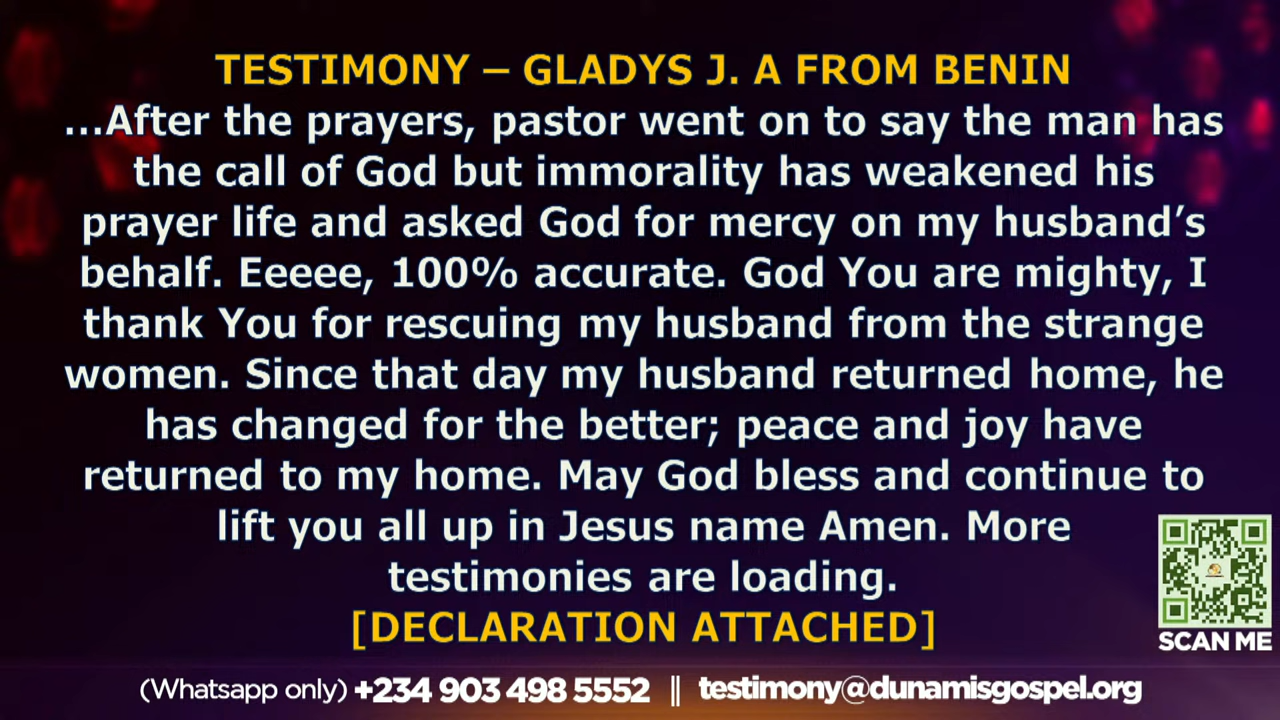 TESTIMONY – GLADYS J. A FROM BENIN
...After the prayers, pastor went on to say the man has
the call of God but immorality has weakened his
prayer life and asked God for mercy on my husband’s
behalf. Eeeee, 100% accurate. God You are mighty, I
thank You for rescuing my husband from the strange
women. Since that day my husband returned home, he
has changed for the better; peace and joy have
returned to my home. May God bless and continue to
lift you all up in Jesus name Amen. More
testimonies are loading.
[DECLARATION ATTACHED]
SCAN ME
(Whatsapp only) +234 903 498 5552 || testimony@dunamisgospel.org